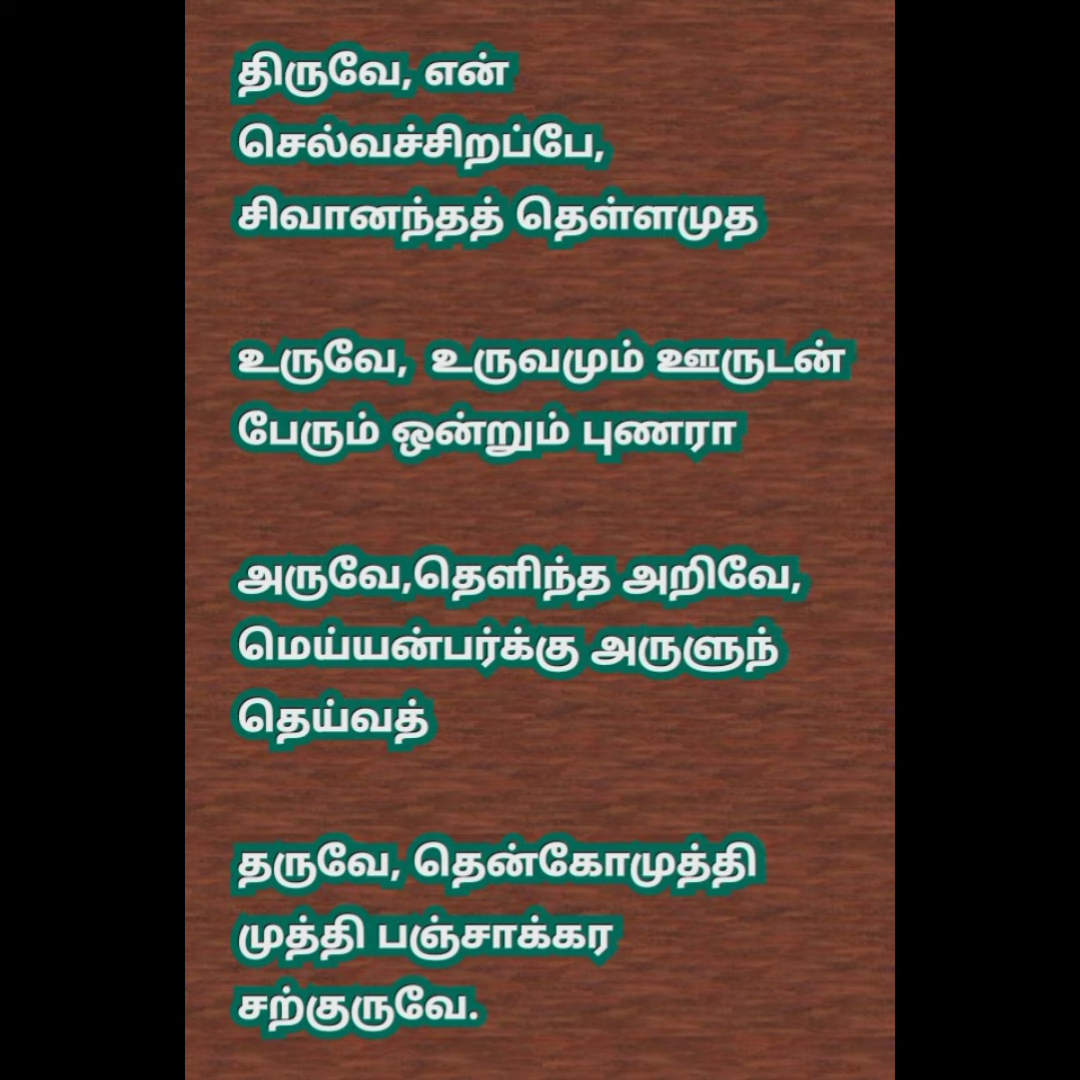 திருவே, என்
செல்வச்சிறப்பே,
சிவானந்தத் தெள்ளமுத
உருவே, உருவமும் ஊருடன்
பேரும் ஒன்றும் புணரா
அருவே,தெளிந்த அறிவே,
மெய்யன்பர்க்கு அருளுந்
தெய்வத்
தருவே, தென்கோமுத்தி
முத்தி பஞ்சாக்கர
சற்குருவே.